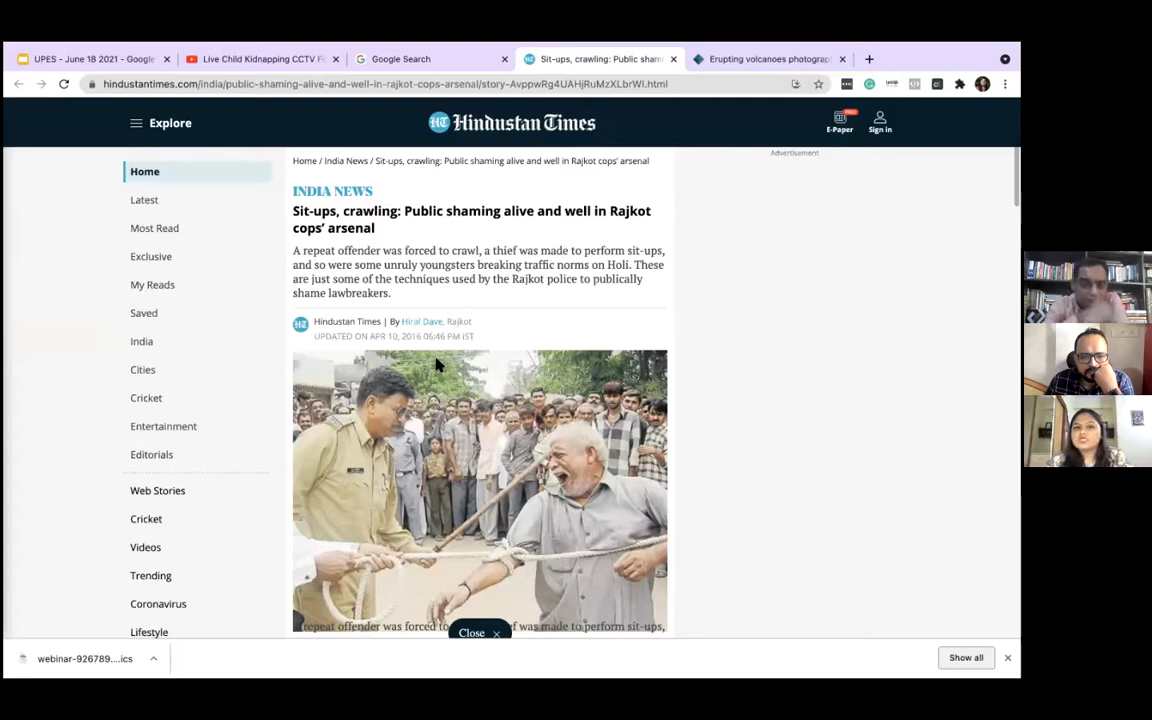 UPES - June 18 2021 - Google
Live Child Kidnapping CCTV F
Google Search
Sit-ups, crawling: Public sham
Erupting volcanoes photograp
hindustantimes.com/india/public-shaming-alive-and-well-in-rajkot-cops-arsenal/story-AvppwRg4UAHjRuMzXLbrWI.html
Explore
HT Hindustan Times
E-Paper
Sign in
Home / India News / Sit-ups, crawling: Public shaming alive and well in Rajkot cops' arsenal
Advertisement
Home
Latest
Most Read
Exclusive
My Reads
Saved
India
Cities
Cricket
Entertainment
Editorials
Web Stories
Cricket
Videos
Trending
Coronavirus
Lifestyle
INDIA NEWS
Sit-ups, crawling: Public shaming alive and well in Rajkot
cops' arsenal
A repeat offender was forced to crawl, a thief was made to perform sit-ups,
and so were some unruly youngsters breaking traffic norms on Holi. These
are just some of the techniques used by the Rajkot police to publically
shame lawbreakers.
HT
Hindustan Times | By Hiral Dave, Rajkot
UPDATED ON APR 10, 2016 06:46 PM IST
repeat offender was forced to was made to perform sit-ups,
Close
webinar-926789....ics
Show all